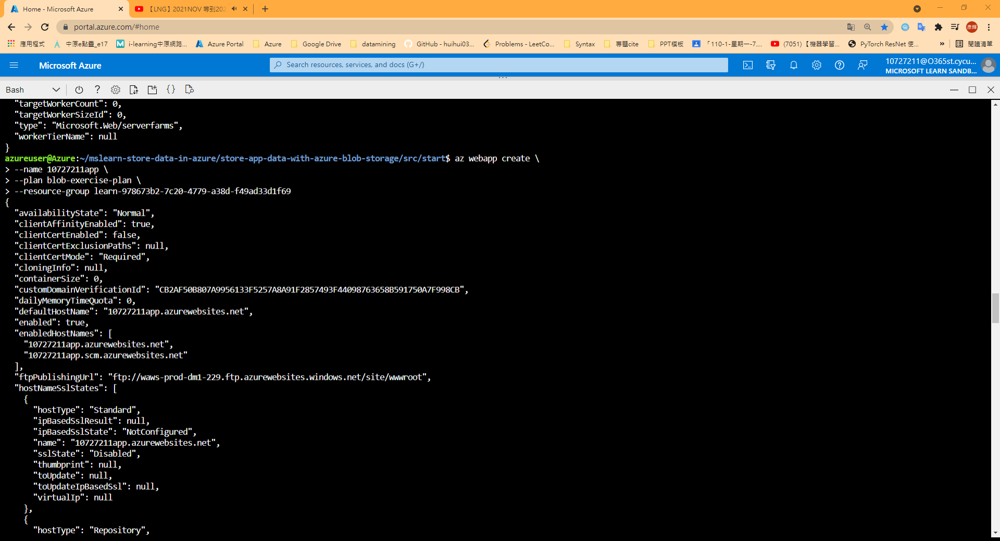 Home - Microsoft Azure
【LNG】2021NOV 等到202
portal.azure.com/#home
應用程式
中原e點靈_e17
i-learning中原網路...
Azure Portal
Azure
Google Drive
datamining
GitHub - huihui03...
Problems - LeetCo...
Syntax
專題cite
PPT模板
「110-1-星期一-7....
(7051) 【機器學習...
PyTorch ResNet 使...
»
閱讀清單
Microsoft Azure
Search resources, services, and docs (G+/)
10727211@O365st.cycu...
MICROSOFT LEARN SANDB...
Bash
"targetWorkerCount": 0,
"targetWorkerSizeId": 0,
"type": "Microsoft.Web/serverfarms",
"workerTierName": null
}
azureuser@Azure:~/mslearn-store-data-in-azure/store-app-data-with-azure-blob-storage/src/start$ az webapp create \
> --name 10727211app \
> --plan blob-exercise-plan \
> --resource-group learn-978673b2-7c20-4779-a38d-f49ad33d1f69
{
"availabilityState": "Normal",
"clientAffinityEnabled": true,
"clientCertEnabled": false,
"clientCertExclusionPaths": null,
"clientCertMode": "Required",
"cloningInfo": null,
"containerSize": 0,
"customDomainVerificationId": "CB2AF50B807A9956133F5257A8A91F2857493F44098763658B591750A7F998CB",
"dailyMemoryTimeQuota": 0,
"defaultHostName": "10727211app.azurewebsites.net",
"enabled": true,
"enabledHostNames": [
"10727211app.azurewebsites.net",
"10727211app.scm.azurewebsites.net"
],
"ftpPublishingUrl": "ftp://waws-prod-dm1-229.ftp.azurewebsites.windows.net/site/wwwroot",
"hostNameSslStates": [
{
"hostType": "Standard",
"ipBasedSslResult": null,
"ipBasedSslState": "NotConfigured",
"name": "10727211app.azurewebsites.net",
"sslState": "Disabled",
"thumbprint": null,
"toUpdate": null,
"toUpdateIpBasedSsl": null,
"virtualIp": null
},
{
"hostType": "Repository",